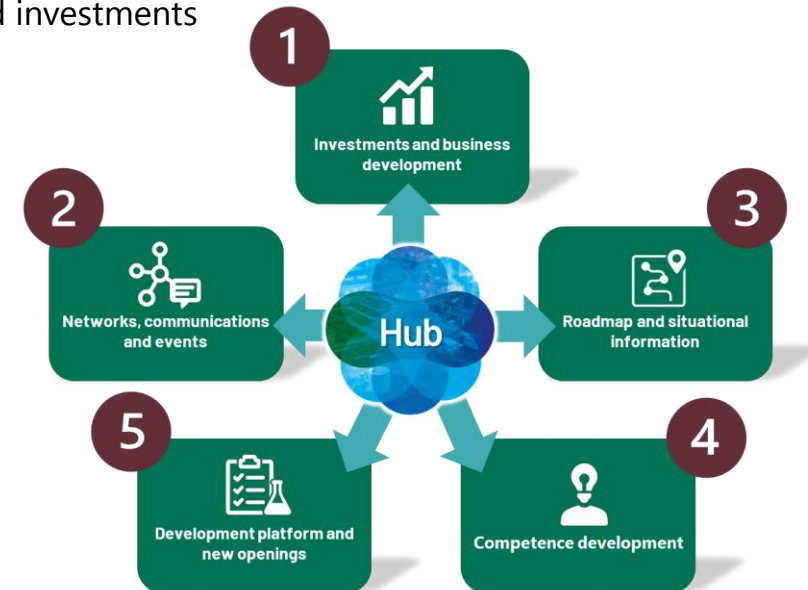 investments
1
Investments and business
development
2
Networks, communications
and events
3
Roadmap and situational
information
Hub
5
Development platform and
new openings
4
Competence development